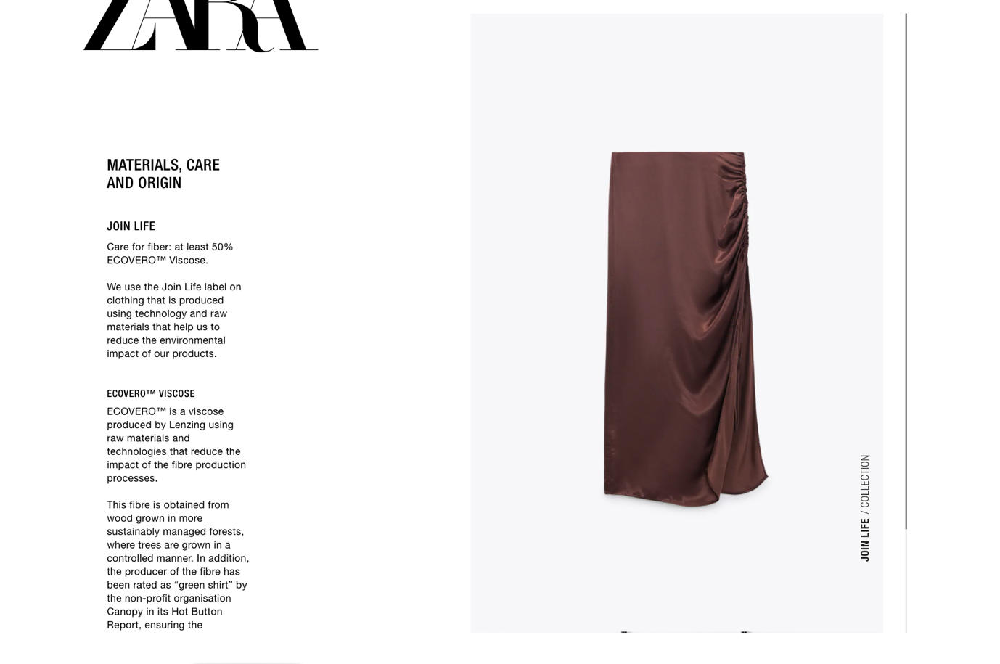 ZARA
MATERIALS, CARE
AND ORIGIN
JOIN LIFE
Care for fiber: at least 50%
ECOVERO™ Viscose.
We use the Join Life label on
clothing that is produced
using technology and raw
materials that help us to
reduce the environmental
impact of our products.
ECOVERO™ VISCOSE
ECOVERO™ is a viscose
produced by Lenzing using
raw materials and
technologies that reduce the
impact of the fibre production
processes.
This fibre is obtained from
wood grown in more
sustainably managed forests,
where trees are grown in a
controlled manner. In addition,
the producer of the fibre has
been rated as “green shirt” by
the non-profit organisation
Canopy in its Hot Button
Report, ensuring the
JOIN LIFE / COLLECTION